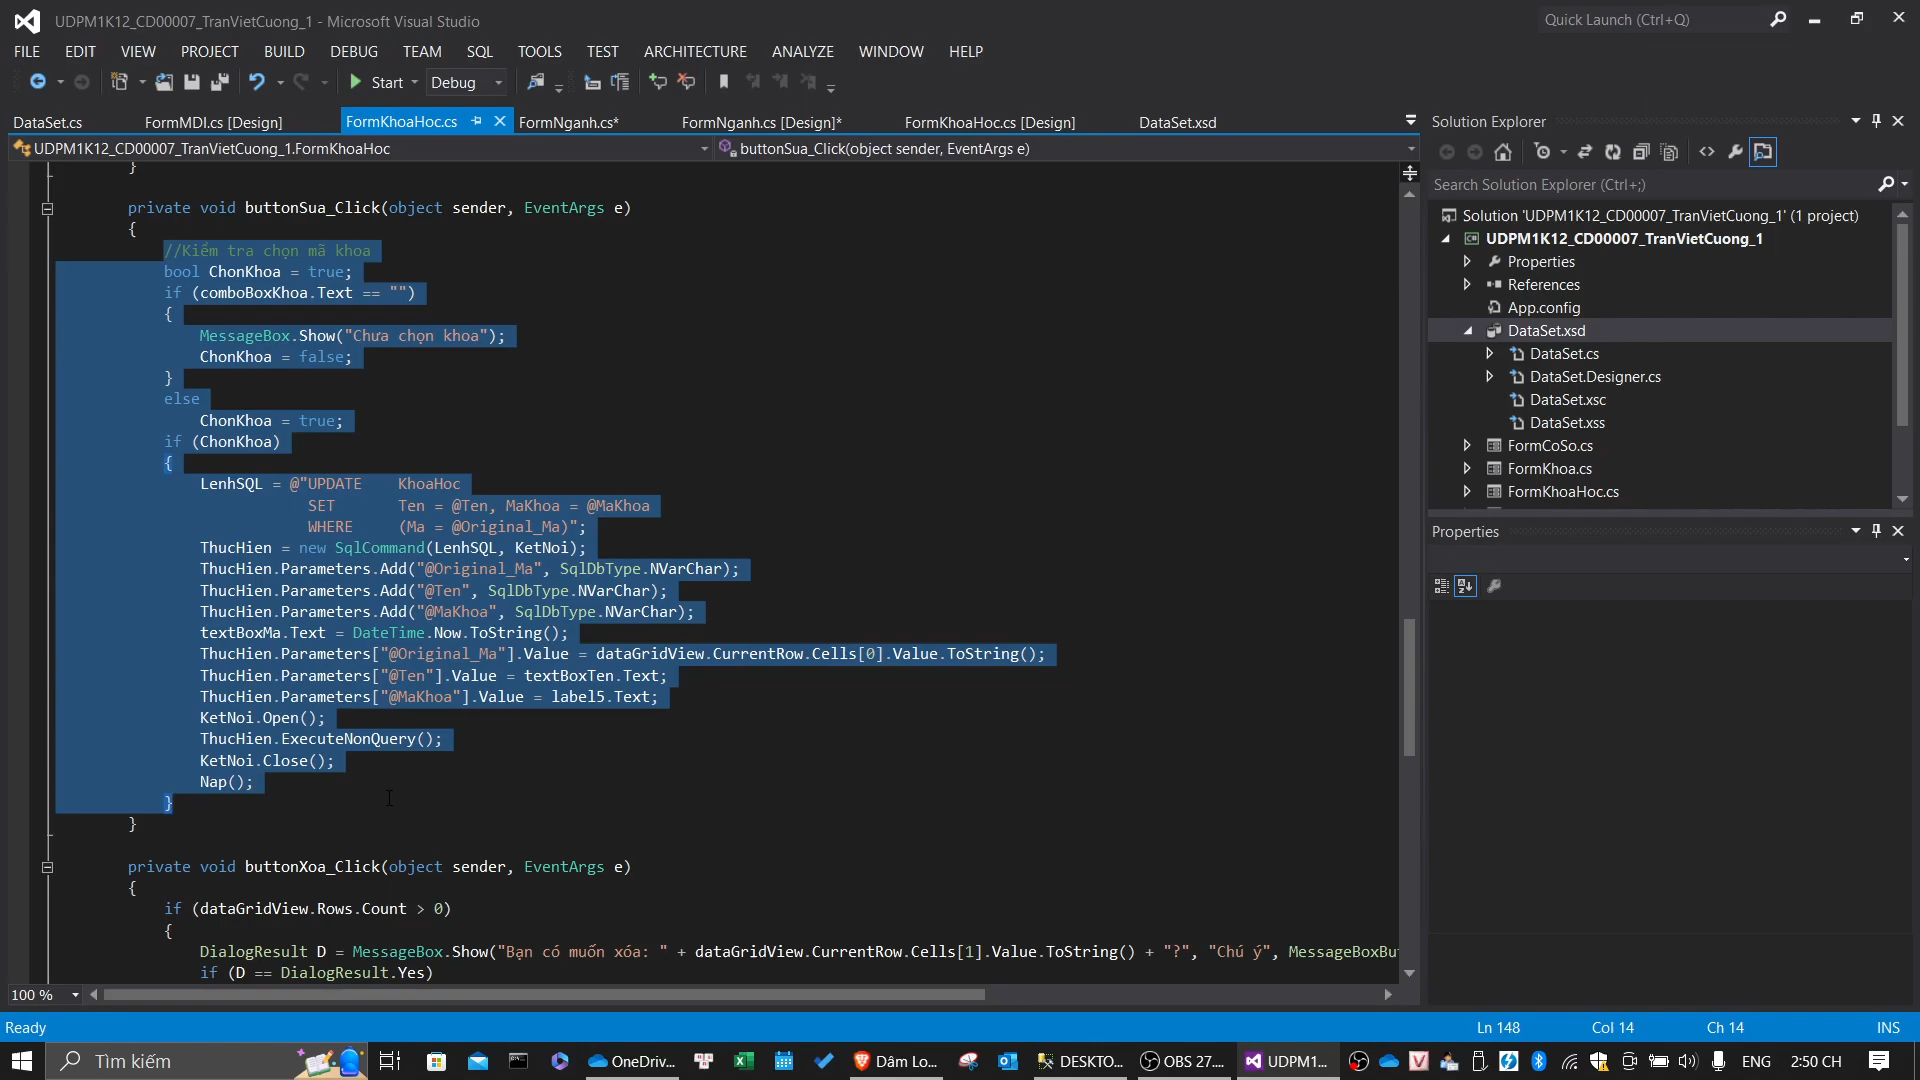 UDPM1K12_CD00007_TranVietCuong_1 - Microsoft Visual Studio
Quick Launch (Ctrl+Q)
FILE EDIT VIEW PROJECT BUILD DEBUG TEAM SQL TOOLS TEST ARCHITECTURE ANALYZE WINDOW HELP
Start Debug
DataSet.cs FormMDI.cs [Design] FormKhoaHoc.cs FormNganh.cs* FormNganh.cs [Design]* FormKhoaHoc.cs [Design] DataSet.xsd
UDPM1K12_CD00007_TranVietCuong_1.FormKhoaHoc buttonSua_Click(object sender, EventArgs e)
}
private void buttonSua_Click(object sender, EventArgs e)
{
//Kiểm tra chọn mã khoa
bool ChonKhoa = true;
if (comboBoxKhoa.Text == "")
{
MessageBox.Show("Chưa chọn khoa");
ChonKhoa = false;
}
else
ChonKhoa = true;
if (ChonKhoa)
{
LenhSQL = @"UPDATE KhoaHoc
SET Ten = @Ten, MaKhoa = @MaKhoa
WHERE (Ma = @Original_Ma)";
ThucHien = new SqlCommand(LenhSQL, KetNoi);
ThucHien.Parameters.Add("@Original_Ma", SqlDbType.NVarChar);
ThucHien.Parameters.Add("@Ten", SqlDbType.NVarChar);
ThucHien.Parameters.Add("@MaKhoa", SqlDbType.NVarChar);
textBoxMa.Text = DateTime.Now.ToString();
ThucHien.Parameters["@Original_Ma"].Value = dataGridView.CurrentRow.Cells[0].Value.ToString();
ThucHien.Parameters["@Ten"].Value = textBoxTen.Text;
ThucHien.Parameters["@MaKhoa"].Value = label5.Text;
KetNoi.Open();
ThucHien.ExecuteNonQuery();
KetNoi.Close();
Nap();
}
}
private void buttonXoa_Click(object sender, EventArgs e)
{
if (dataGridView.Rows.Count > 0)
{
DialogResult D = MessageBox.Show("Bạn có muốn xóa: " + dataGridView.CurrentRow.Cells[1].Value.ToString() + "?", "Chú ý", MessageBoxBu
if (D == DialogResult.Yes)
100 %
Solution Explorer
Search Solution Explorer (Ctrl+;)
Solution 'UDPM1K12_CD00007_TranVietCuong_1' (1 project)
UDPM1K12_CD00007_TranVietCuong_1
Properties
References
App.config
DataSet.xsd
DataSet.cs
DataSet.Designer.cs
DataSet.xsc
DataSet.xss
FormCoSo.cs
FormKhoa.cs
FormKhoaHoc.cs
Properties
Ready Ln 148 Col 14 Ch 14 INS
Tìm kiếm OneDriv... Dâm Lo... DESKTO... OBS 27.... UDPM1... ENG 2:50 CH